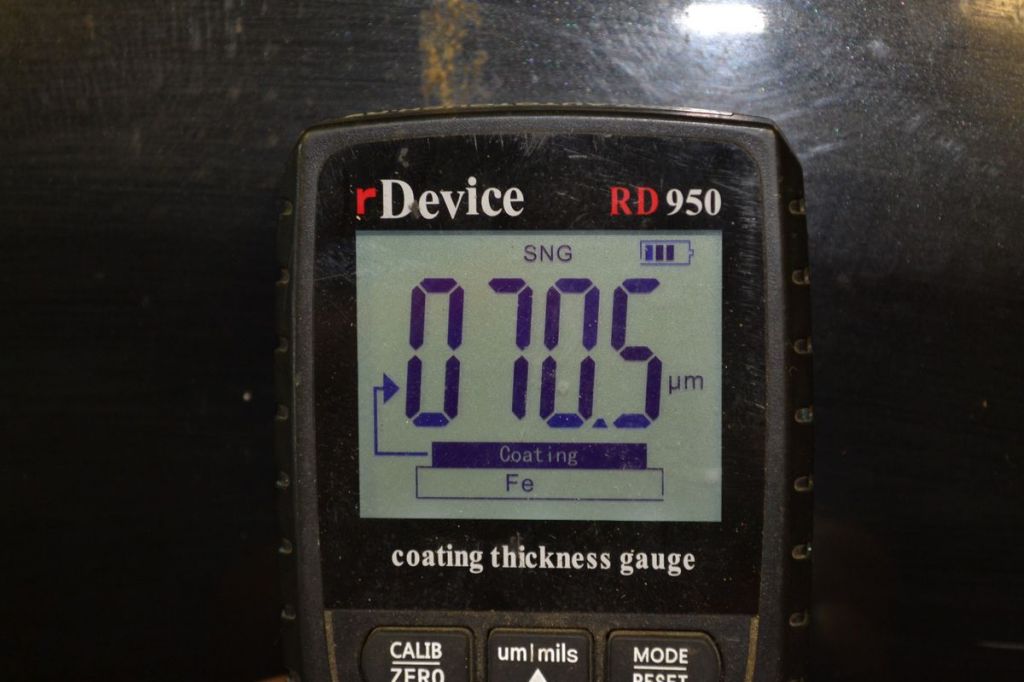 rDevice RD 950
SNG
070.5 µm
Coating
Fe
coating thickness gauge
CALIB um|mils MODE
ZERO RESET